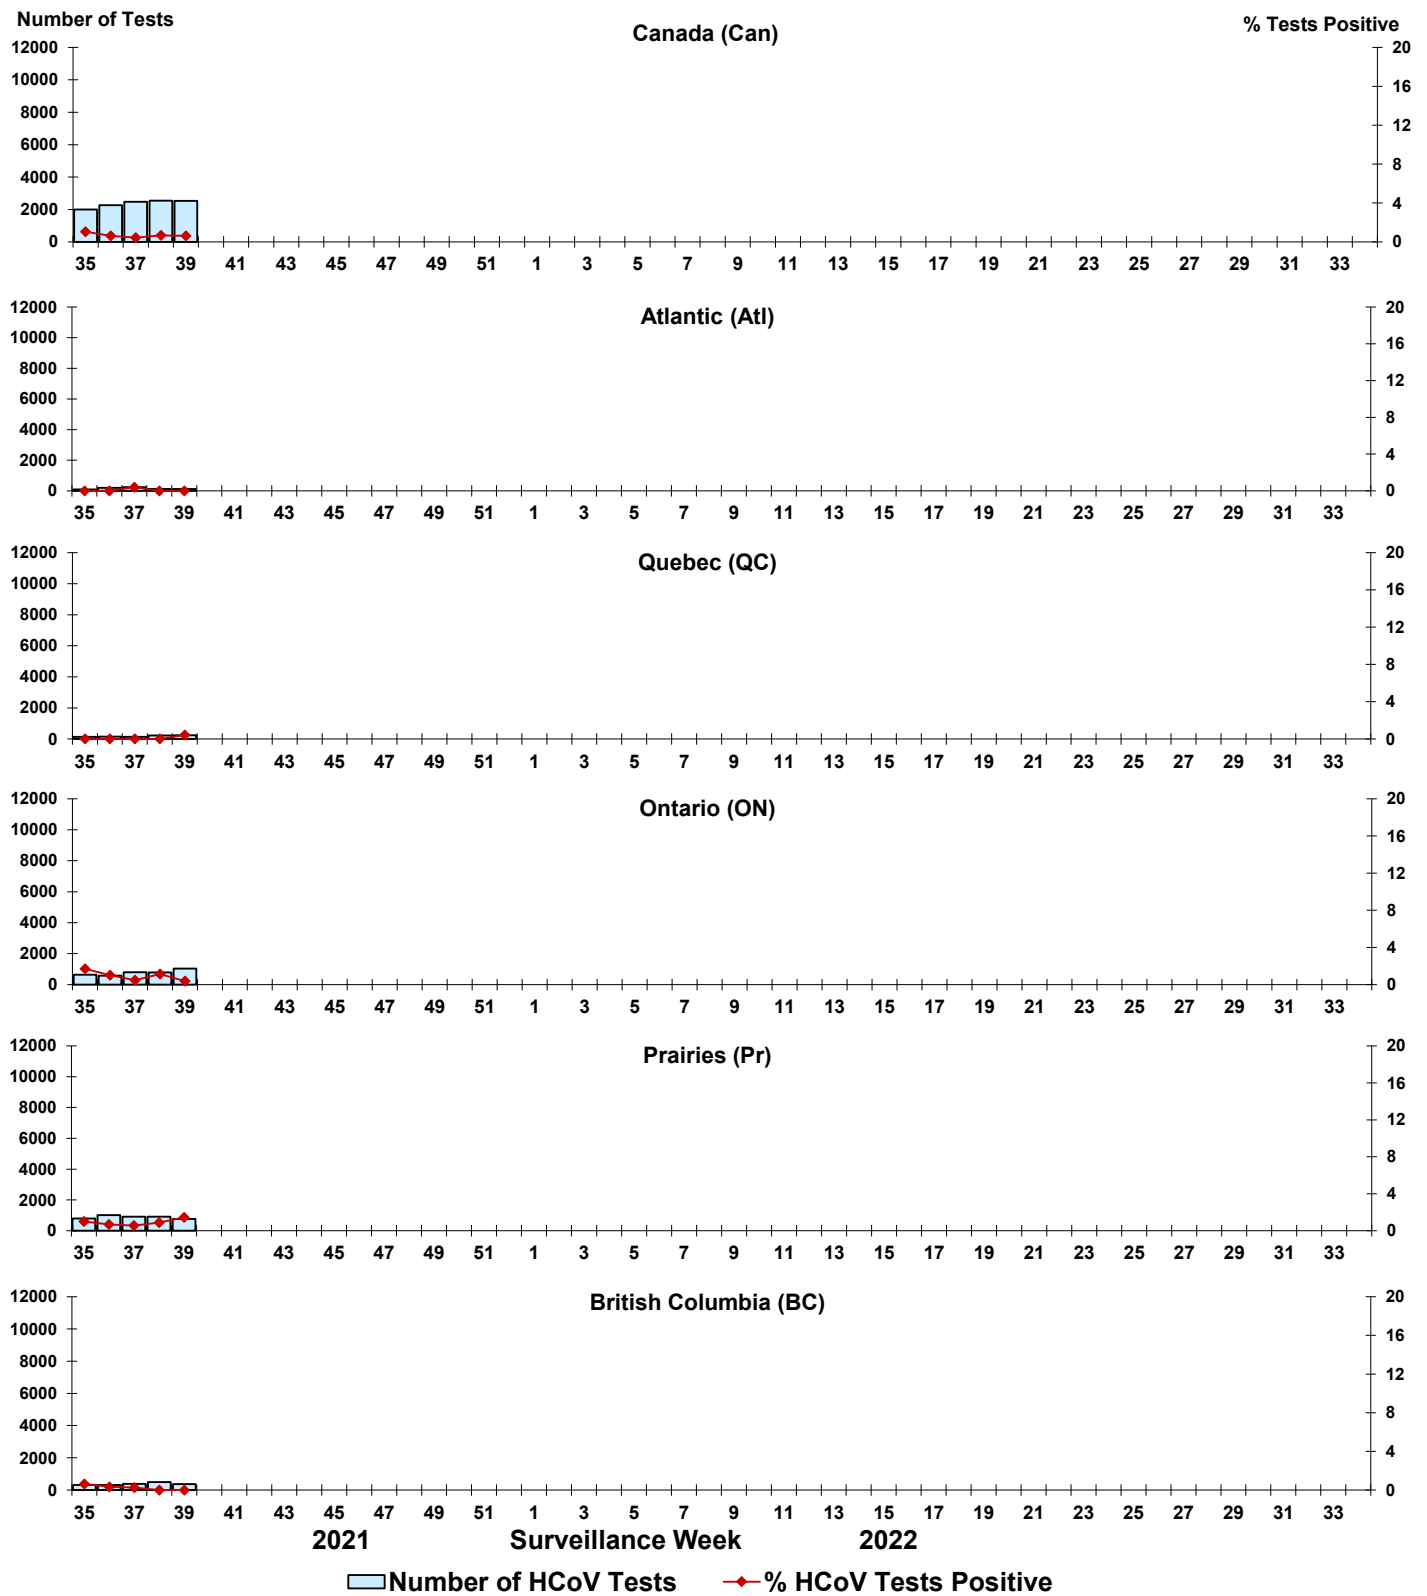 Number of Tests
Canada (Can)
% Tests Positive
12000 20
10000 16
8000 12
6000 8
4000 4
2000 0
0
35 37 39 41 43 45 47 49 51 1 3 5 7 9 11 13 15 17 19 21 23 25 27 29 31 33
Atlantic (Atl)
12000 20
10000 16
8000 12
6000 8
4000 4
2000 0
0
35 37 39 41 43 45 47 49 51 1 3 5 7 9 11 13 15 17 19 21 23 25 27 29 31 33
Quebec (QC)
12000 20
10000 16
8000 12
6000 8
4000 4
2000 0
0
35 37 39 41 43 45 47 49 51 1 3 5 7 9 11 13 15 17 19 21 23 25 27 29 31 33
Ontario (ON)
12000 20
10000 16
8000 12
6000 8
4000 4
2000 0
0
35 37 39 41 43 45 47 49 51 1 3 5 7 9 11 13 15 17 19 21 23 25 27 29 31 33
Prairies (Pr)
12000 20
10000 16
8000 12
6000 8
4000 4
2000 0
0
35 37 39 41 43 45 47 49 51 1 3 5 7 9 11 13 15 17 19 21 23 25 27 29 31 33
British Columbia (BC)
12000 20
10000 16
8000 12
6000 8
4000 4
2000 0
0
35 37 39 41 43 45 47 49 51 1 3 5 7 9 11 13 15 17 19 21 23 25 27 29 31 33
2021 Surveillance Week 2022
Number of HCoV Tests % HCoV Tests Positive